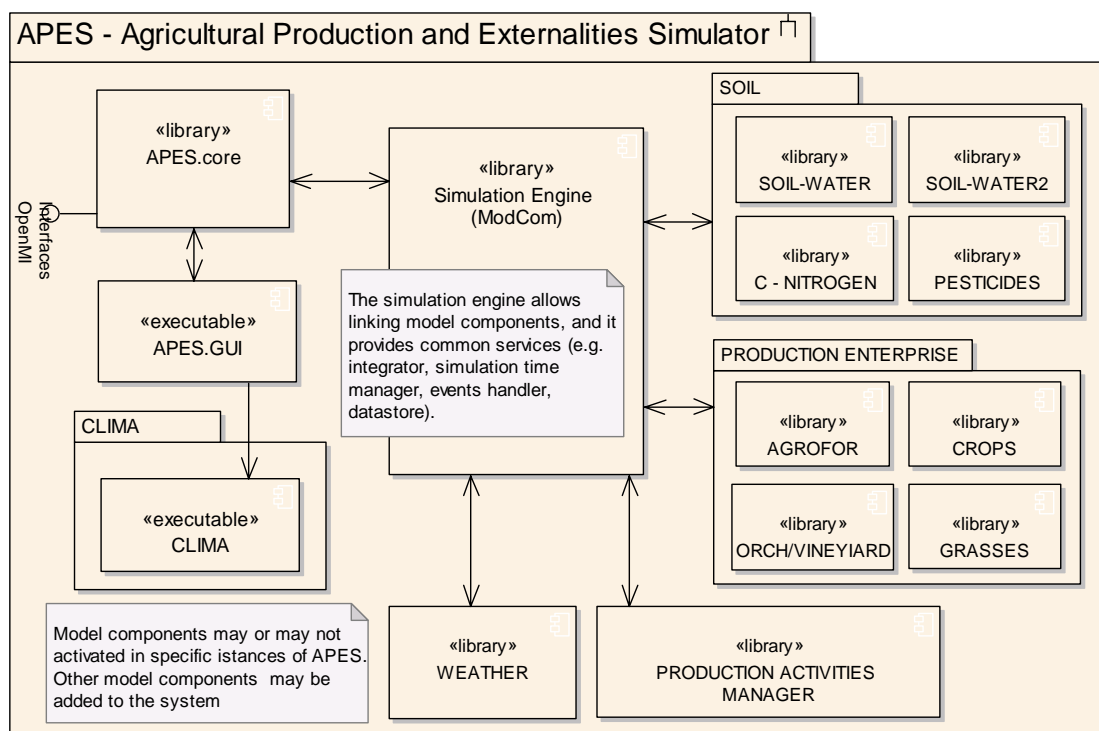 APES - Agricultural Production and Externalities Simulator
«library»
APES.core
Interfaces
OpenMI
«executable»
APES.GUI
CLIMA
«executable»
CLIMA
Model components may or may not
activated in specific istances of APES.
Other model components may be
added to the system
«library»
Simulation Engine
(ModCom)
The simulation engine allows
linking model components, and it
provides common services (e.g.
integrator, simulation time
manager, events handler,
datastore).
«library»
WEATHER
«library»
PRODUCTION ACTIVITIES
MANAGER
SOIL
«library»
SOIL-WATER
«library»
SOIL-WATER2
«library»
C - NITROGEN
«library»
PESTICIDES
PRODUCTION ENTERPRISE
«library»
AGROFOR
«library»
CROPS
«library»
ORCH/VINEYIARD
«library»
GRASSES